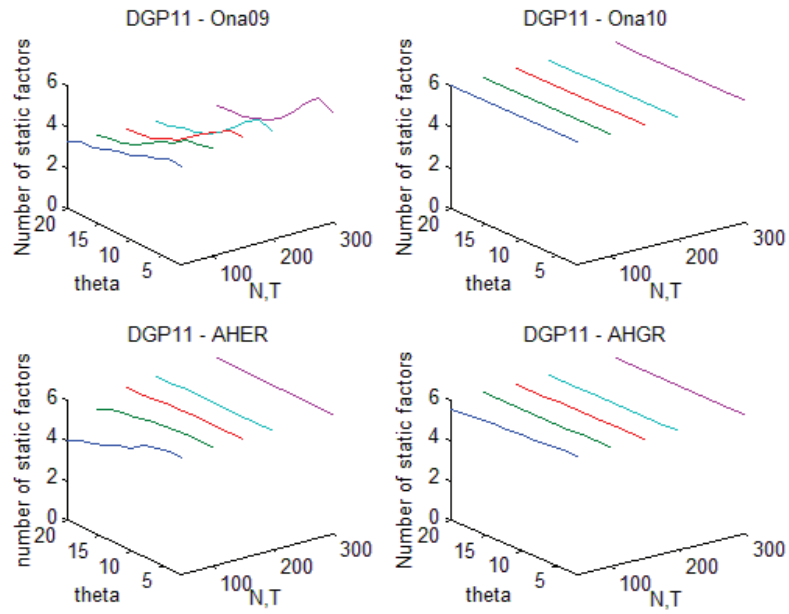 DGP11 - Ona09
Number of static factors
6
4
2
0
20
15
10
5
theta
100
200
300
N,T
DGP11 - Ona10
Number of static factors
6
4
2
0
20
15
10
5
theta
100
200
300
N,T
DGP11 - AHER
number of static factors
6
4
2
0
20
15
10
5
theta
100
200
300
N,T
DGP11 - AHGR
Number of static factors
6
4
2
0
20
15
10
5
theta
100
200
300
N,T